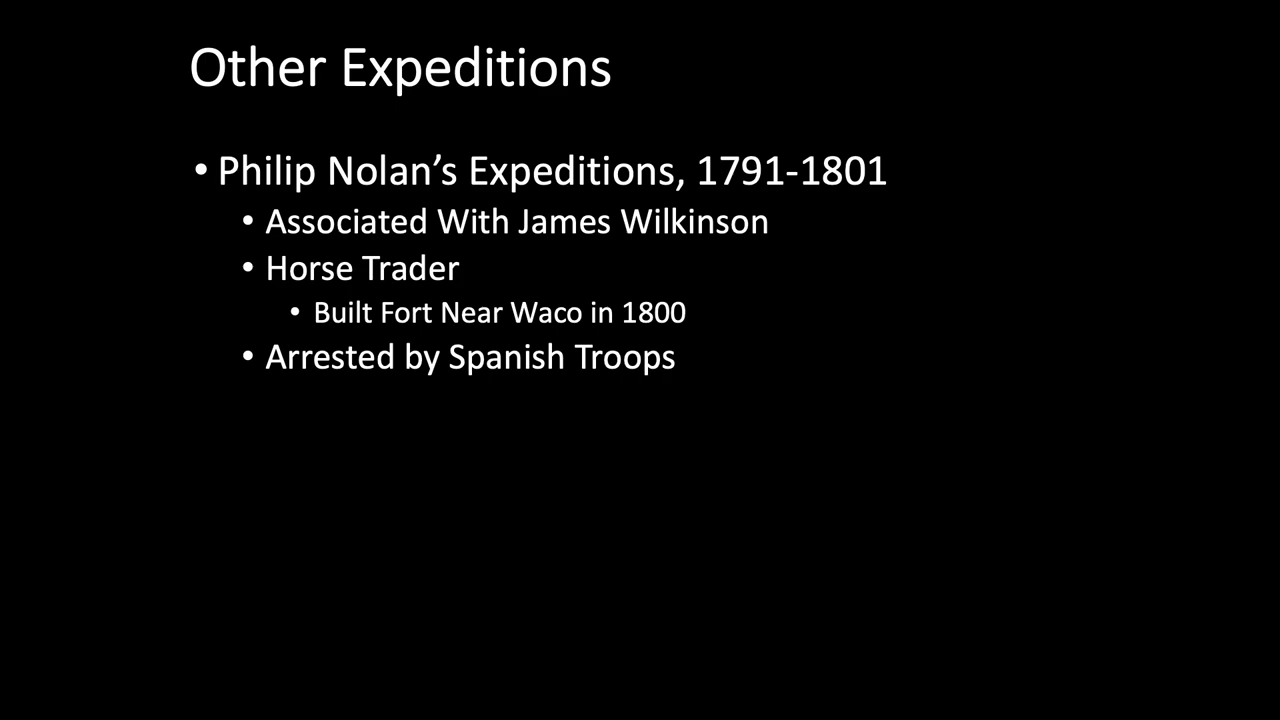 Other Expeditions
• Philip Nolan’s Expeditions, 1791-1801
• Associated With James Wilkinson
• Horse Trader
• Built Fort Near Waco in 1800
• Arrested by Spanish Troops